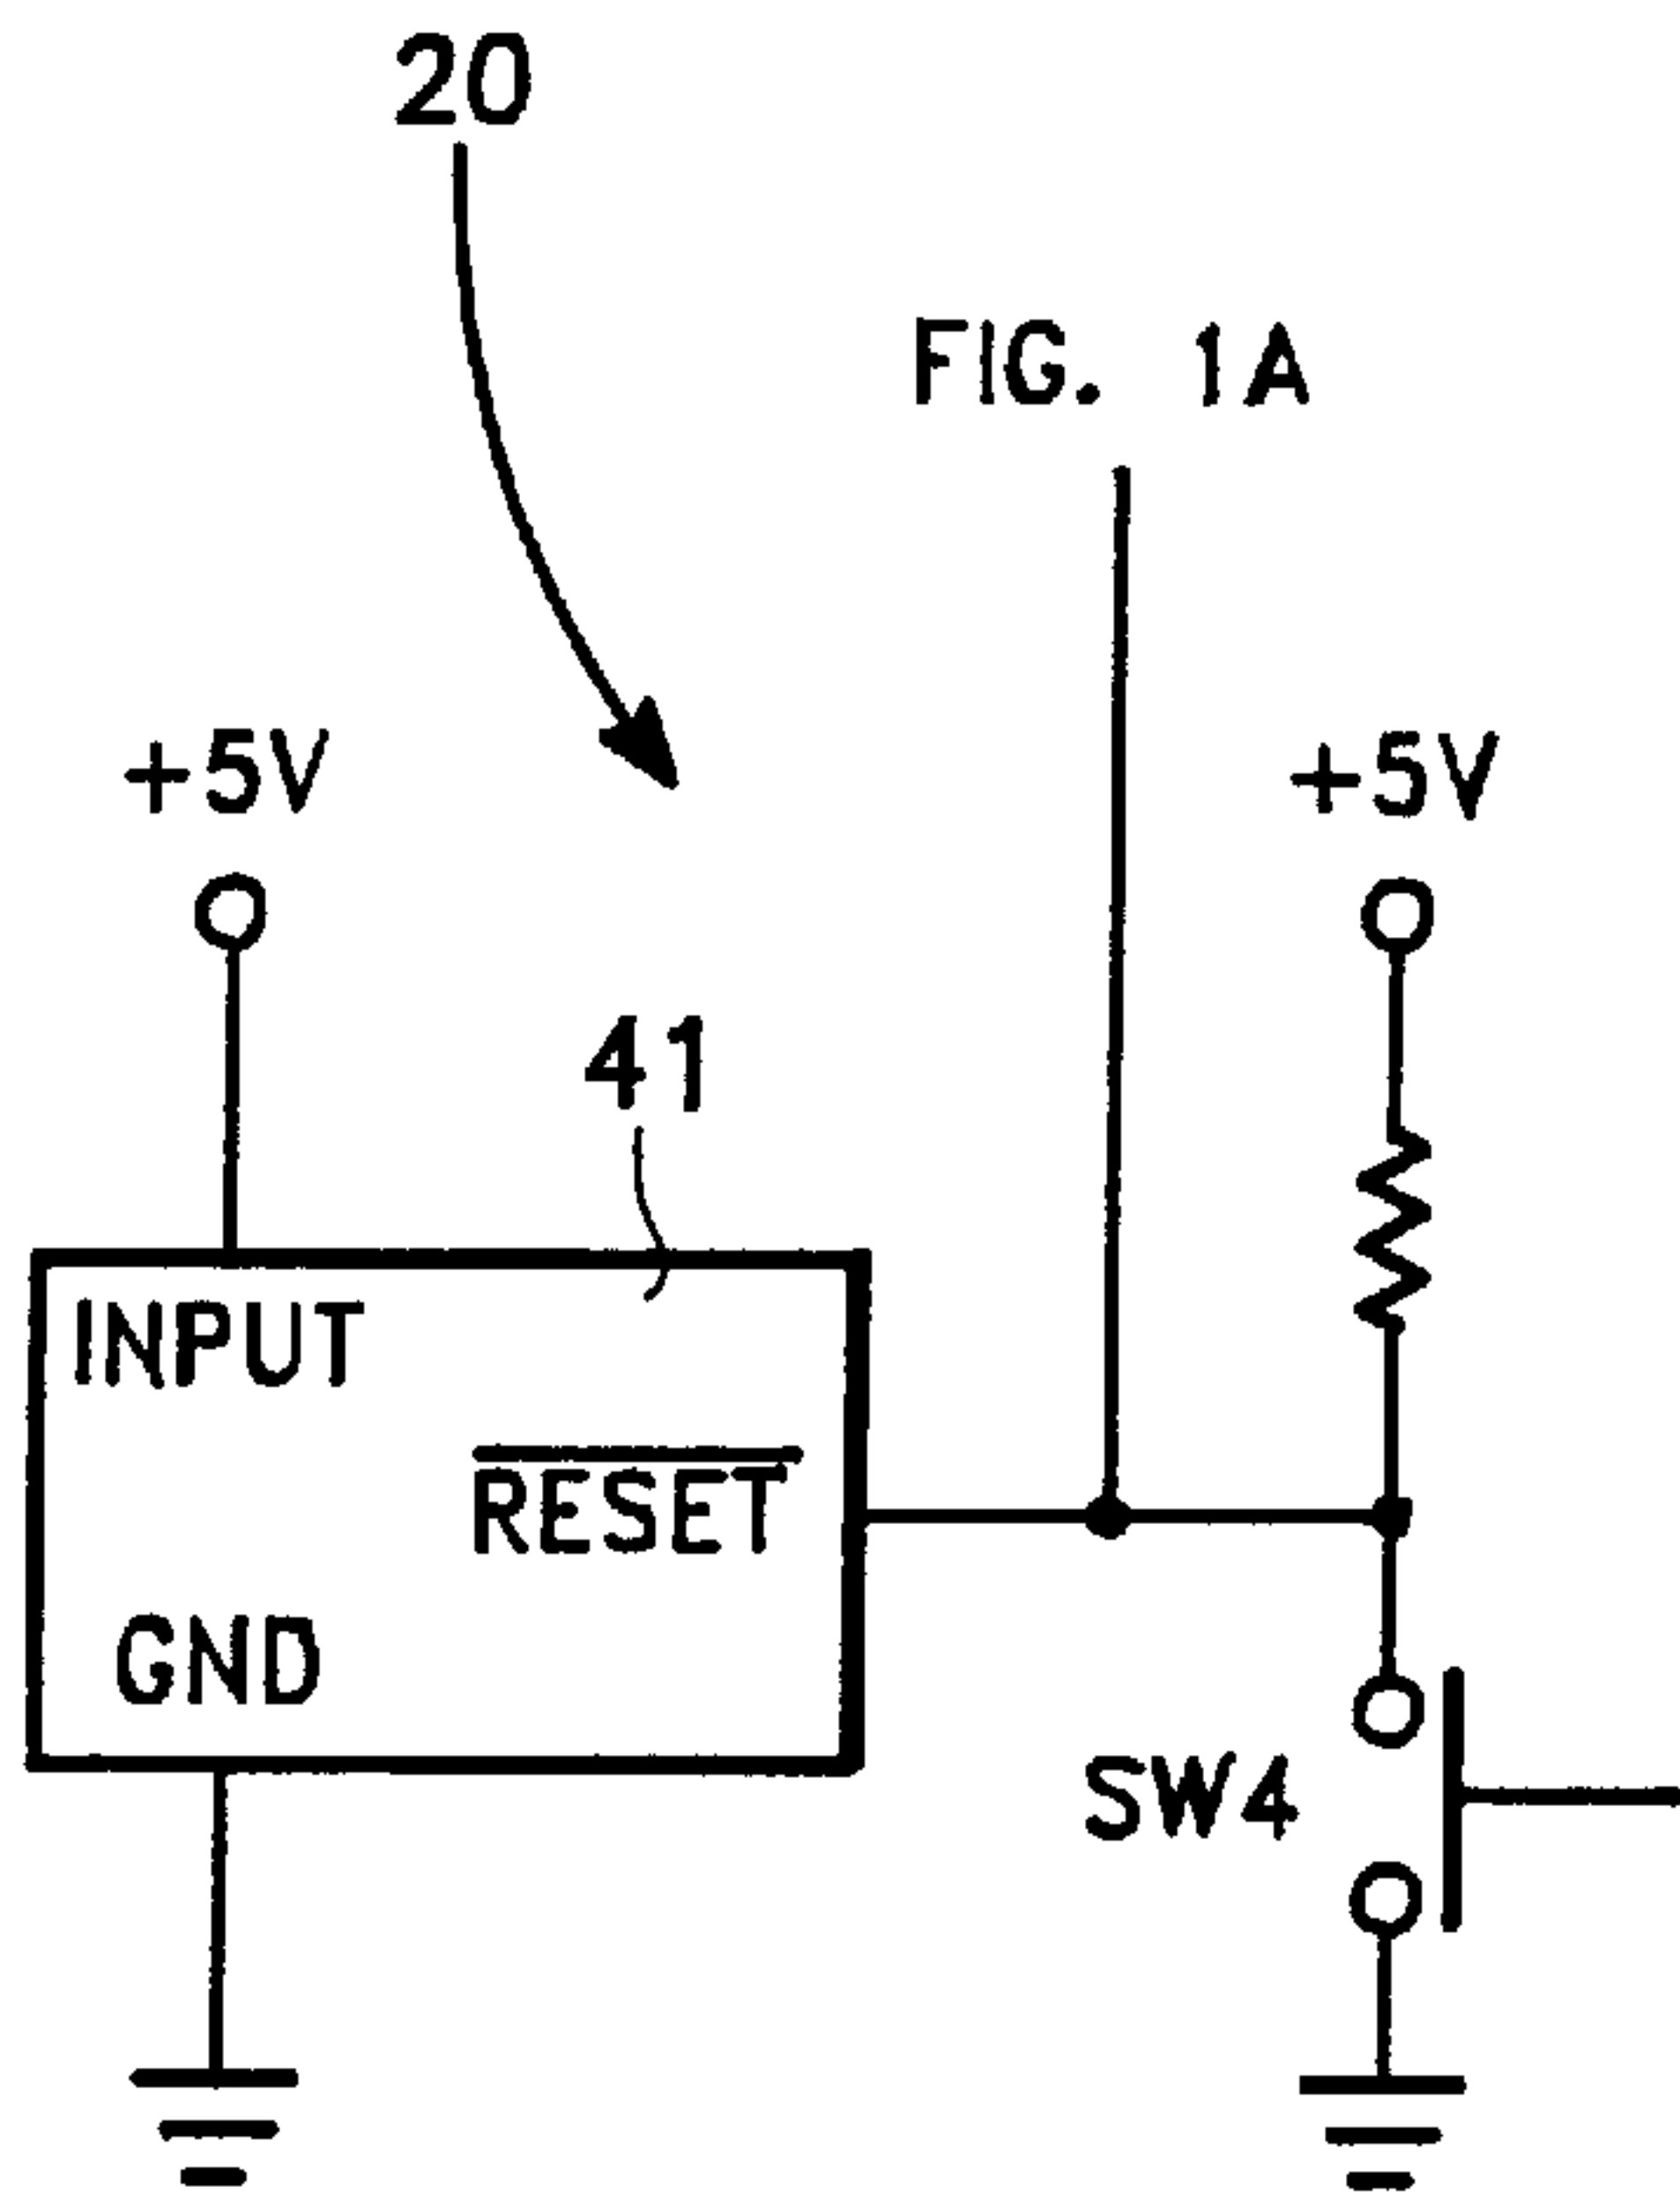 20
FIG. 1A
+5V
+5V
41
INPUT
RESET
GND
SW4